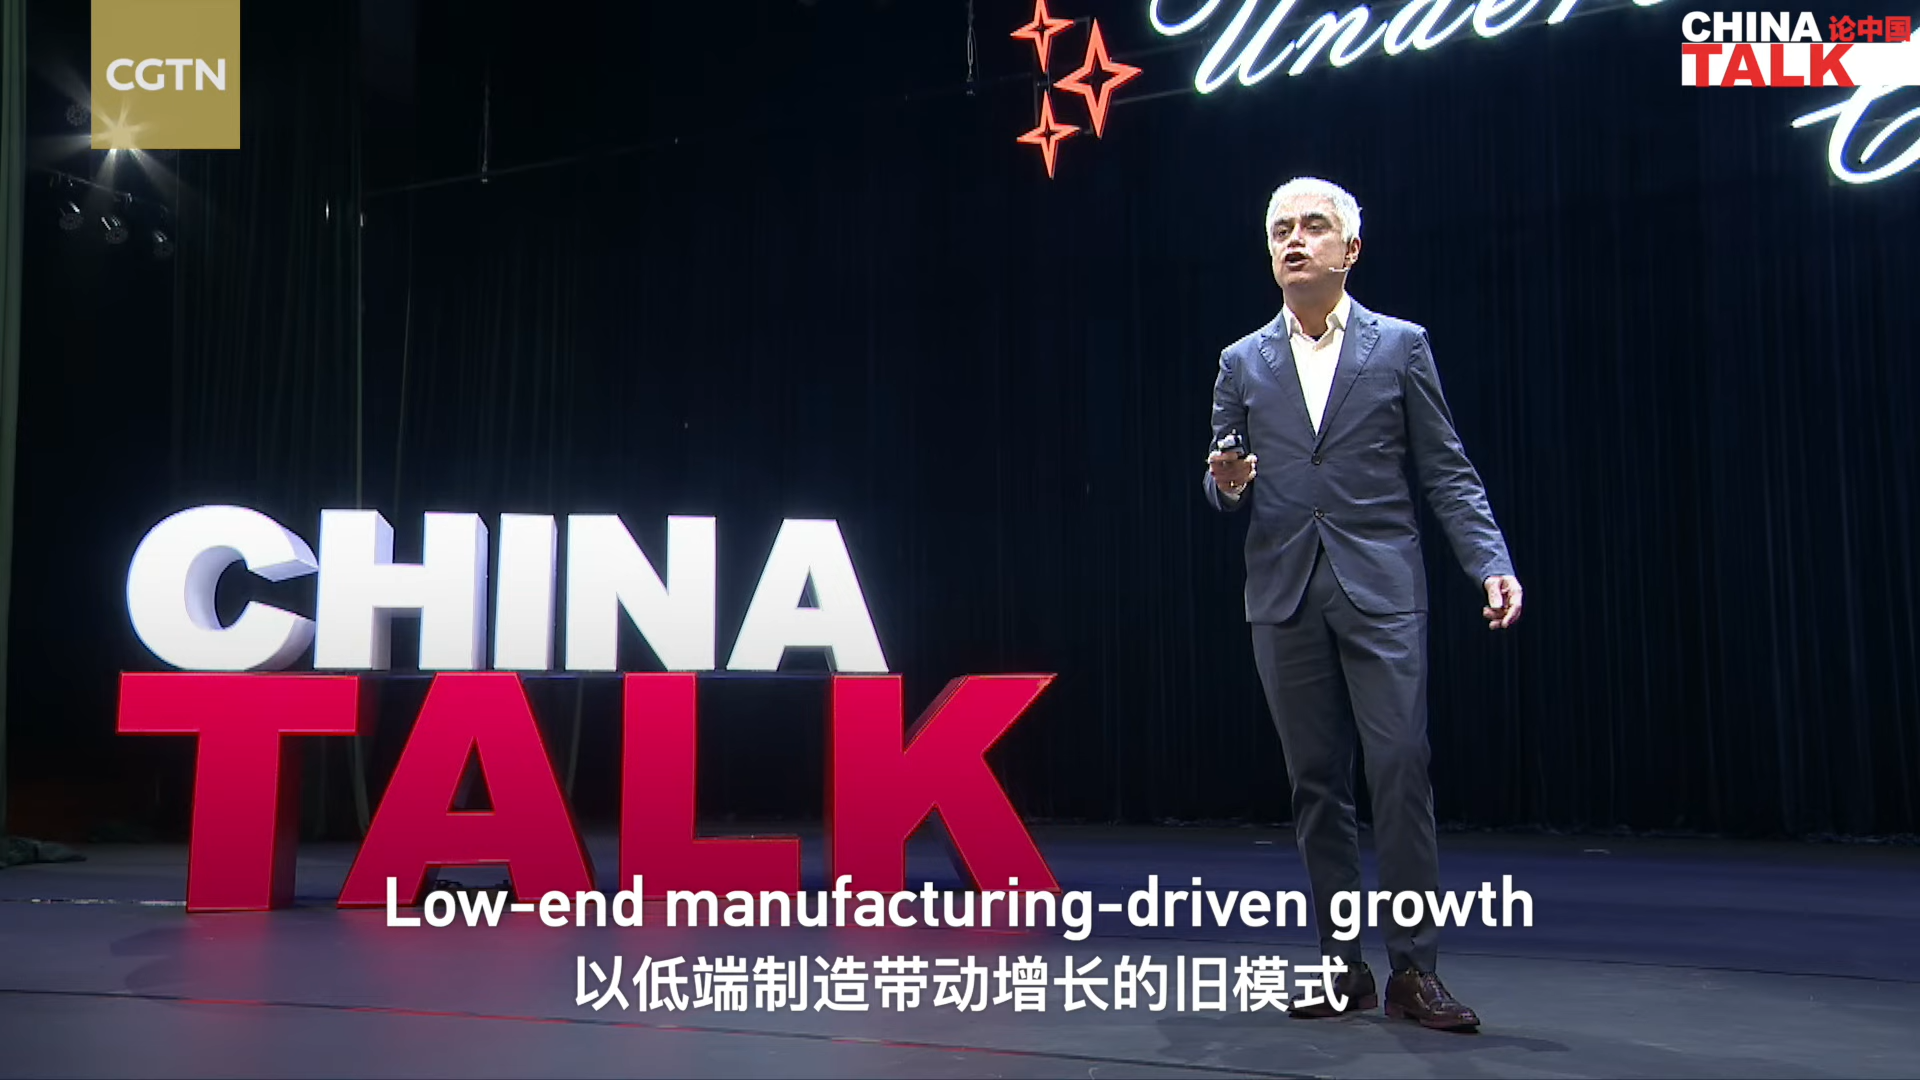 CGTN
Under
CHINA 论中国
TALK
CHINA
TALK
Low-end manufacturing-driven growth
以低端制造带动增长的旧模式